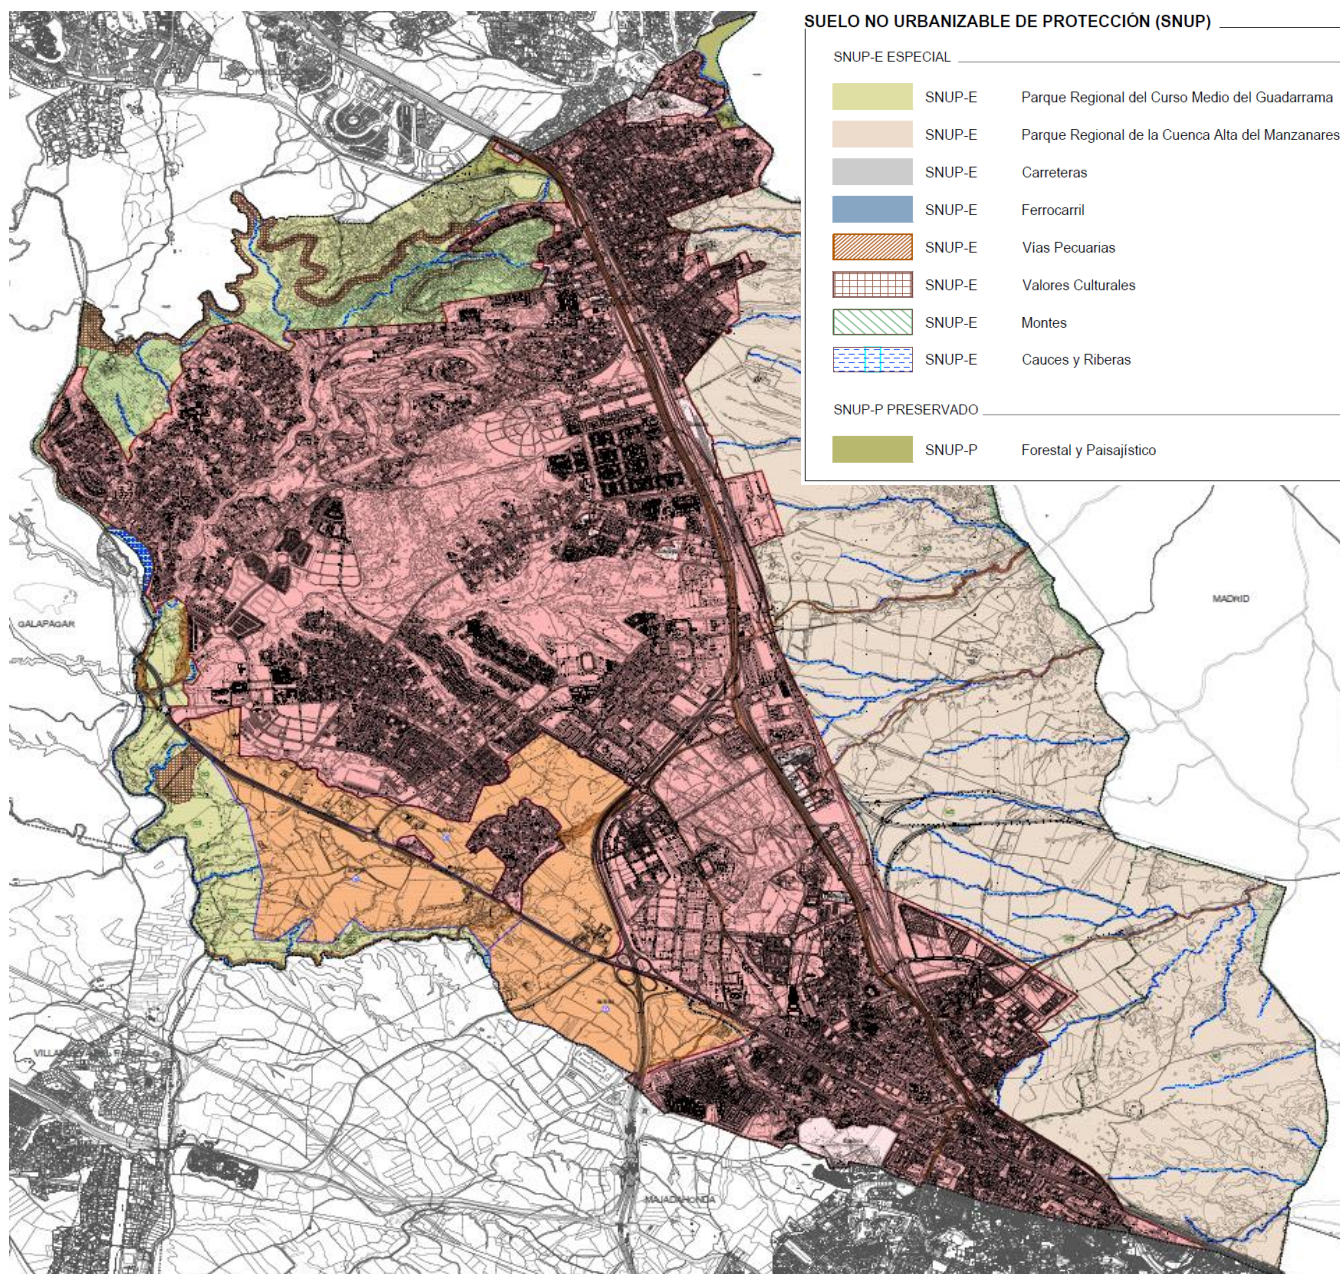 SUELO NO URBANIZABLE DE PROTECCIÓN (SNUP)
SNUP-E ESPECIAL
SNUP-E Parque Regional del Curso Medio del Guadarrama
SNUP-E Parque Regional de la Cuenca Alta del Manzanares
SNUP-E Carreteras
SNUP-E Ferrocarril
SNUP-E Vías Pecuarias
SNUP-E Valores Culturales
SNUP-E Montes
SNUP-E Cauces y Riberas
SNUP-P PRESERVADO
SNUP-P Forestal y Paisajístico
MADRID
GALAPAGAR
MAJADAHONDA